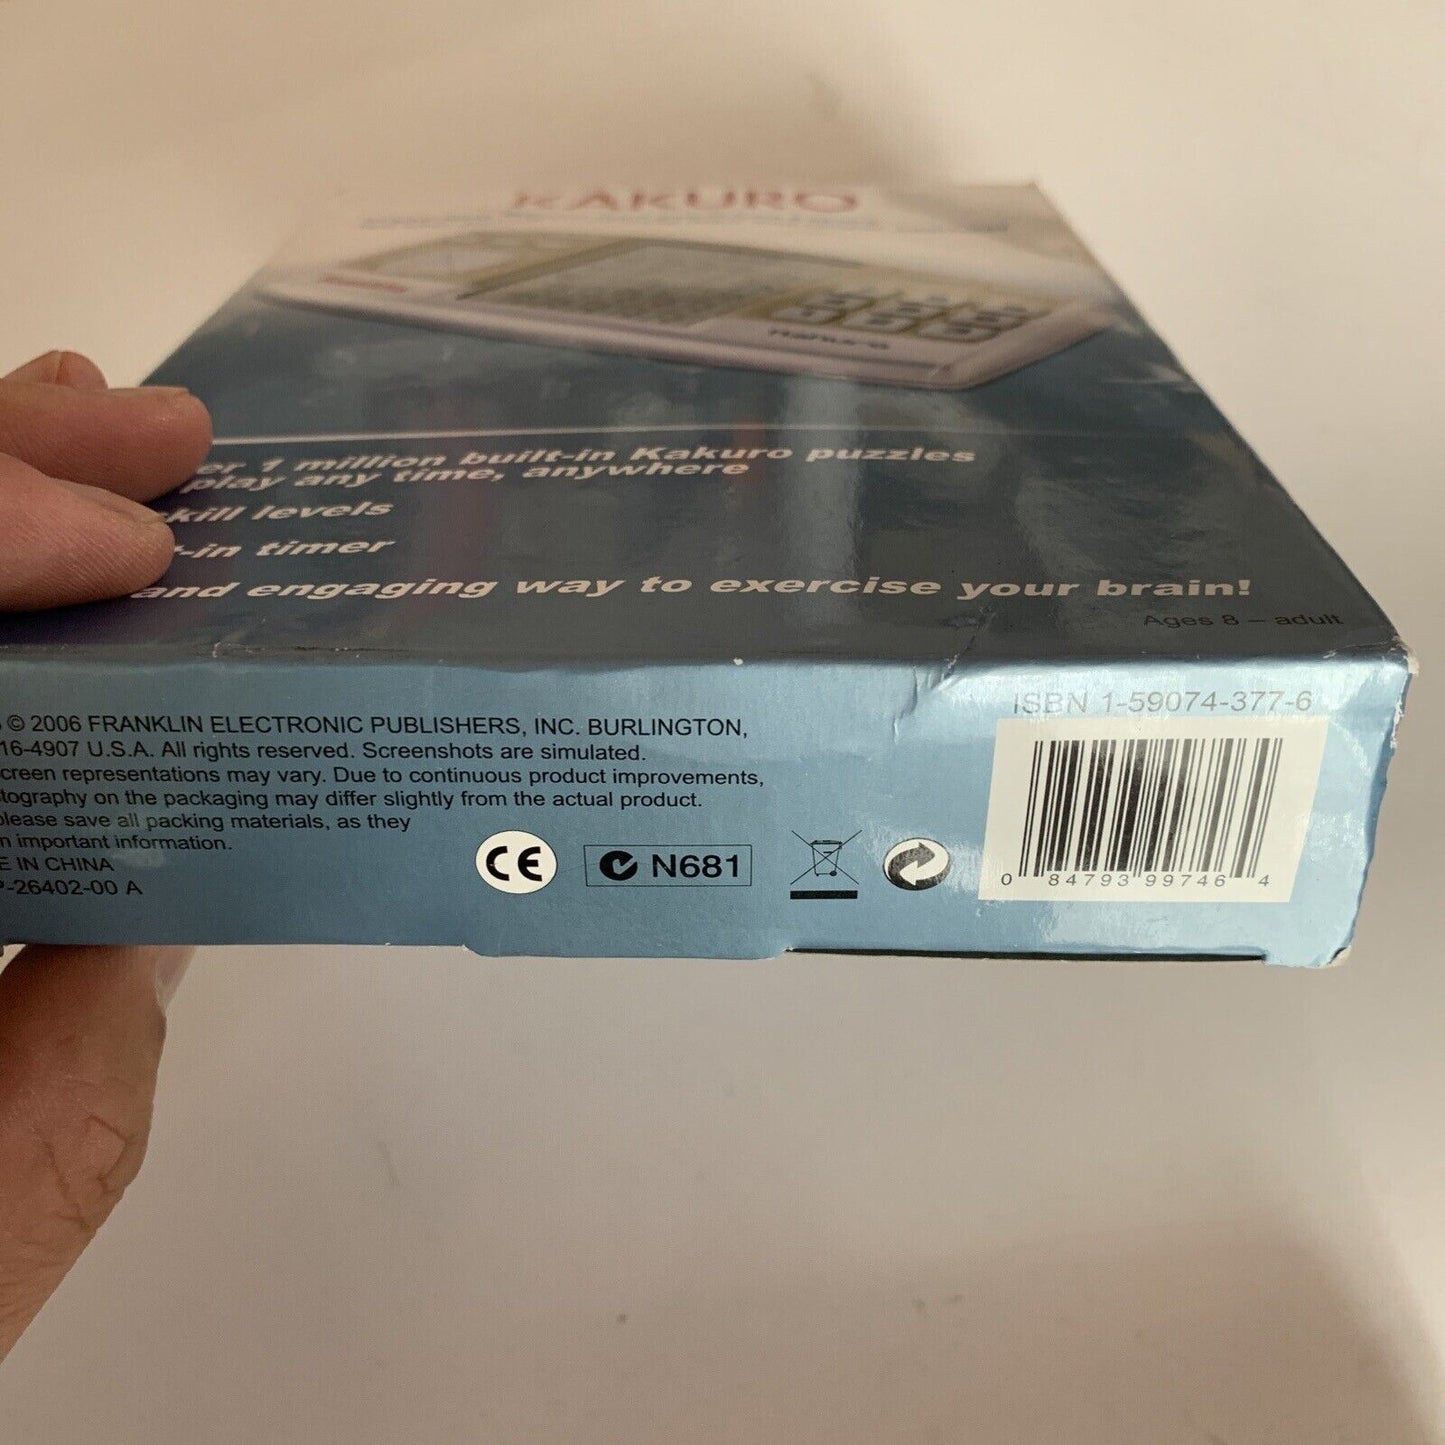 KAKURO
er 1 million built-in Kakuro puzzles
play any time, anywhere
kill levels
t-in timer
and engaging way to exercise your brain!
Ages 8 – adult
ISBN 1-59074-377-6
© 2006 FRANKLIN ELECTRONIC PUBLISHERS, INC. BURLINGTON,
16-4907 U.S.A. All rights reserved. Screenshots are simulated.
creen representations may vary. Due to continuous product improvements,
tography on the packaging may differ slightly from the actual product.
please save all packing materials, as they
n important information.
E IN CHINA
P-26402-00 A
CE
N681
0 84793 99746 4